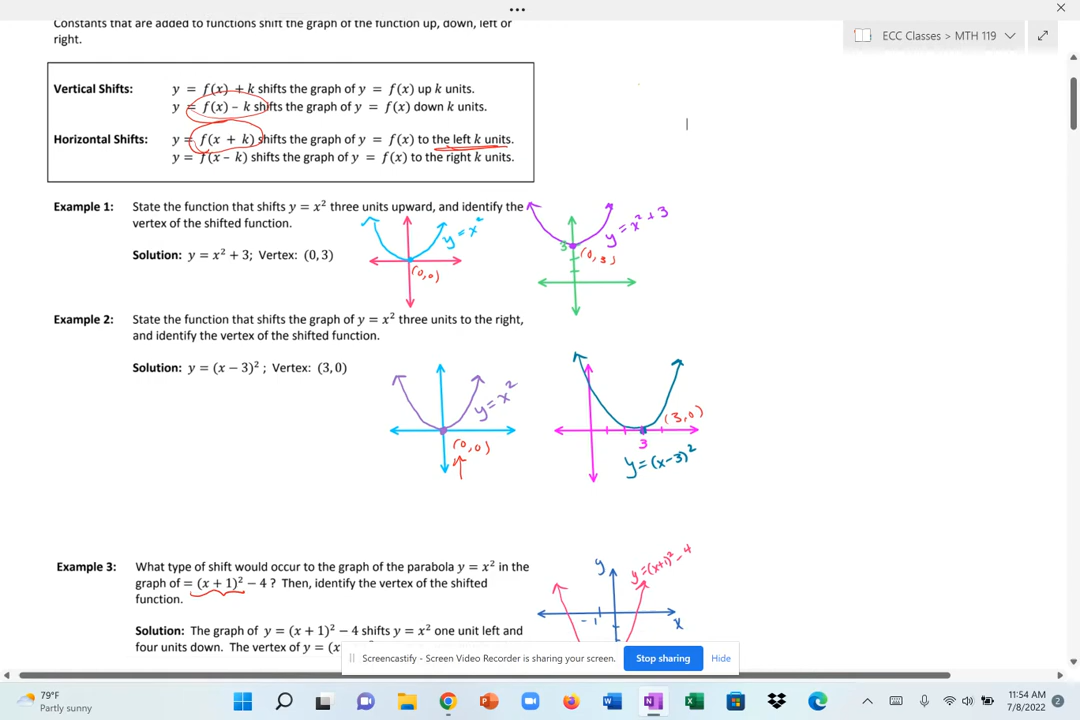 Constants that are added to functions shift the graph of the function up, down, left or
right.
ECC Classes > MTH 119
Vertical Shifts: y = f(x) + k shifts the graph of y = f(x) up k units.
y = f(x) − k shifts the graph of y = f(x) down k units.
Horizontal Shifts: y = f(x + k) shifts the graph of y = f(x) to the left k units.
y = f(x − k) shifts the graph of y = f(x) to the right k units.
Example 1: State the function that shifts y = x² three units upward, and identify the
vertex of the shifted function.
Solution: y = x² + 3; Vertex: (0, 3)
y = x²
(0,0)
y = x² + 3
3
(0,3)
Example 2: State the function that shifts the graph of y = x² three units to the right,
and identify the vertex of the shifted function.
Solution: y = (x − 3)² ; Vertex: (3, 0)
y = x²
(0,0)
(3,0)
3
y = (x-3)²
Example 3: What type of shift would occur to the graph of the parabola y = x² in the
graph of = (x + 1)² − 4 ? Then, identify the vertex of the shifted
function.
y
y = (x+1)² - 4
-1
x
Solution: The graph of y = (x + 1)² − 4 shifts y = x² one unit left and
four units down. The vertex of y = (x
Screencastify - Screen Video Recorder is sharing your screen.
Stop sharing
Hide
79°F
Partly sunny
11:54 AM
7/8/2022
2